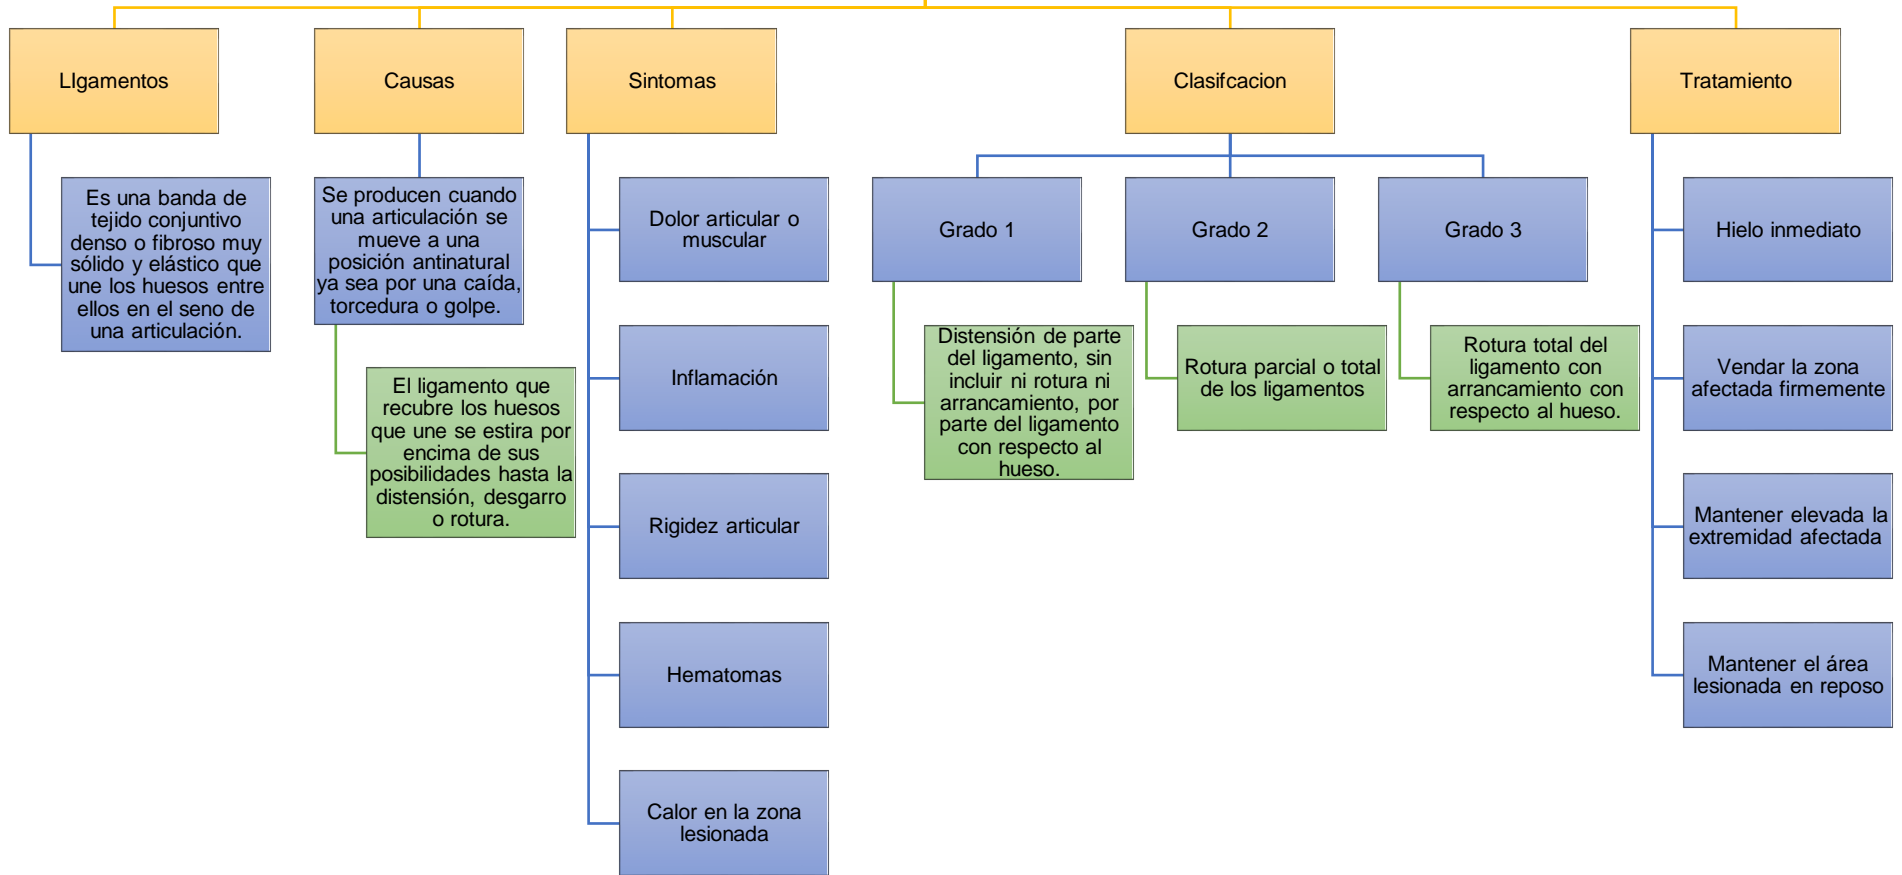 LIgamentos
Es una banda de
tejido conjuntivo
denso o fibroso muy
sólido y elástico que
une los huesos entre
ellos en el seno de
una articulación.
Causas
Se producen cuando
una articulación se
mueve a una
posición antinatural
ya sea por una caída,
torcedura o golpe.
El ligamento que
recubre los huesos
que une se estira por
encima de sus
posibilidades hasta la
distensión, desgarro
o rotura.
Sintomas
Dolor articular o
muscular
Inflamación
Rigidez articular
Hematomas
Calor en la zona
lesionada
Clasifcacion
Grado 1
Distensión de parte
del ligamento, sin
incluir ni rotura ni
arrancamiento, por
parte del ligamento
con respecto al
hueso.
Grado 2
Rotura parcial o total
de los ligamentos
Grado 3
Rotura total del
ligamento con
arrancamiento con
respecto al hueso.
Tratamiento
Hielo inmediato
Vendar la zona
afectada firmemente
Mantener elevada la
extremidad afectada
Mantener el área
lesionada en reposo